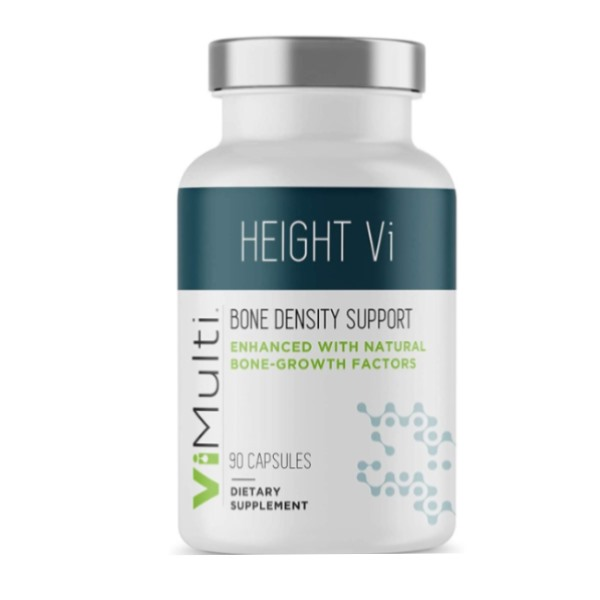 HEIGHT Vi
BONE DENSITY SUPPORT
ENHANCED WITH NATURAL
BONE-GROWTH FACTORS
ViMulti.
90 CAPSULES
DIETARY
SUPPLEMENT